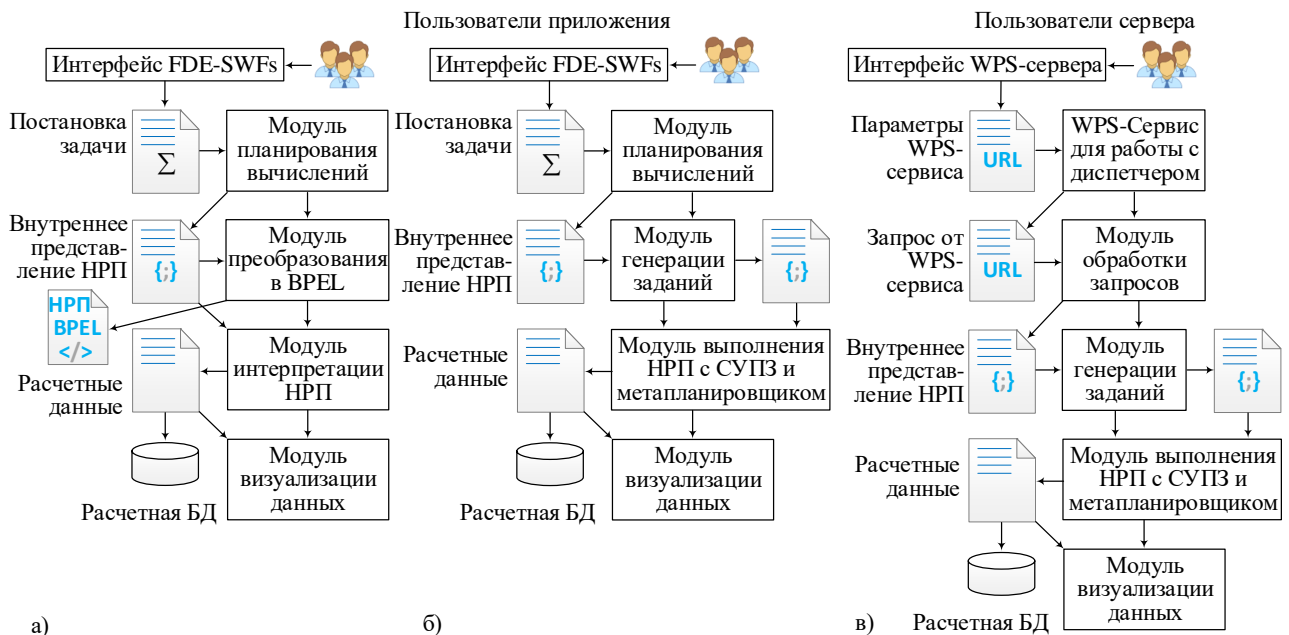 Пользователи приложения
Интерфейс FDE-SWFs
Постановка
задачи
Σ
Модуль
планирования
вычислений
Внутреннее
представ-
ление НРП
{;}
Модуль
преобразования
в BPEL
НРП
BPEL
</>
Расчетные
данные
Модуль
интерпретации
НРП
Модуль
визуализации
данных
Расчетная БД
а)
Интерфейс FDE-SWFs
Постановка
задачи
Σ
Модуль
планирования
вычислений
Внутреннее
представ-
ление НРП
{;}
Модуль
генерации
заданий
{;}
Расчетные
данные
Модуль выполнения
НРП с СУПЗ и
метапланировщиком
Модуль
визуализации
данных
Расчетная БД
б)
Пользователи сервера
Интерфейс WPS-сервера
Параметры
WPS-
сервиса
URL
WPS-Сервис
для работы с
диспетчером
Запрос от
WPS-
сервиса
URL
Модуль
обработки
запросов
Внутреннее
представ-
ление НРП
{;}
Модуль
генерации
заданий
{;}
Расчетные
данные
Модуль выполнения
НРП с СУПЗ и
метапланировщиком
Модуль
визуализации
данных
Расчетная БД
в)